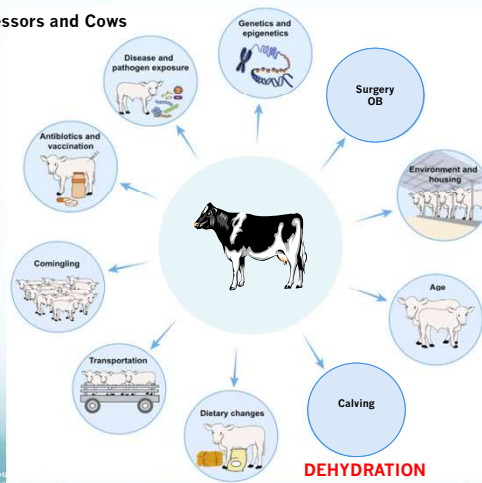 essors and Cows
Genetics and
epigenetics
Disease and
pathogen exposure
Surgery
OB
Antibiotics and
vaccination
Environment and
housing
Comingling
Age
Transportation
Dietary changes
Calving
DEHYDRATION